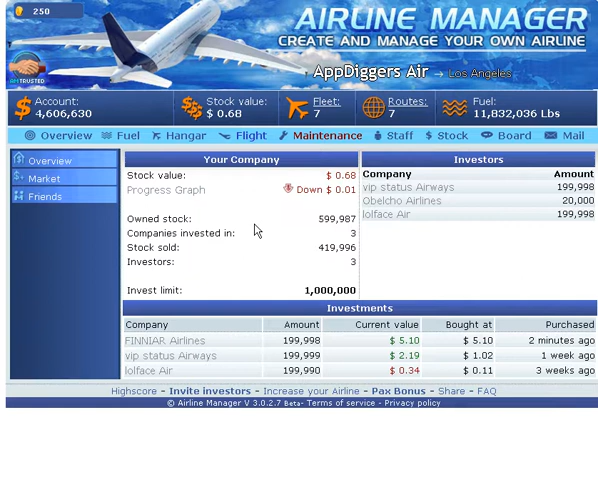 250
AIRLINE MANAGER
CREATE AND MANAGE YOUR OWN AIRLINE
AM TRUSTED
AppDiggers Air → Los Angeles
Account: 4,606,630
Stock value: $ 0.68
Fleet: 7
Routes: 7
Fuel: 11,832,036 Lbs
Overview Fuel Hangar Flight Maintenance Staff Stock Board Mail
Overview
Market
Friends
Your Company
Stock value: $ 0.68
Progress Graph Down $ 0.01
Owned stock: 599,987
Companies invested in: 3
Stock sold: 419,996
Investors: 3
Invest limit: 1,000,000
Investors
Company Amount
vip status Airways 199,998
Obelcho Airlines 20,000
lolface Air 199,998
Investments
Company Amount Current value Bought at Purchased
FINNIAR Airlines 199,998 $ 5.10 $ 5.10 2 minutes ago
vip status Airways 199,999 $ 2.19 $ 1.02 1 week ago
lolface Air 199,990 $ 0.34 $ 0.11 3 weeks ago
Highscore - Invite investors - Increase your Airline - Pax Bonus - Share - FAQ
© Airline Manager V 3.0.2.7 Beta- Terms of service - Privacy policy